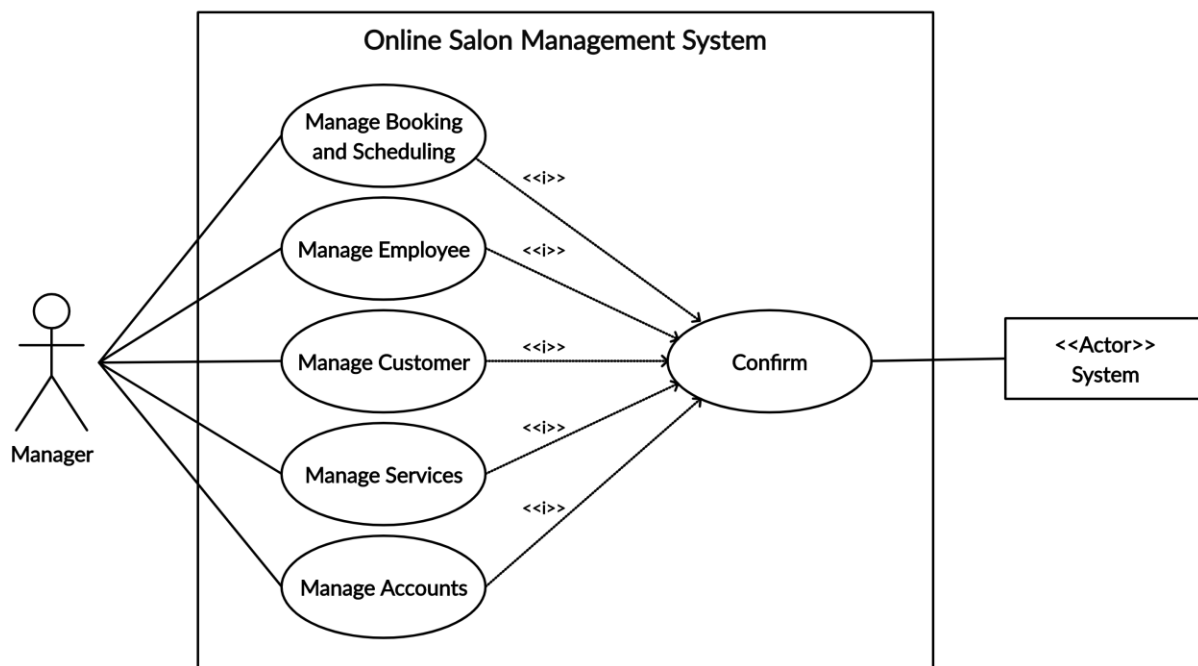 Online Salon Management System
Manage Booking
and Scheduling
<<i>>
Manage Employee
<<i>>
Manage Customer
<<i>>
Confirm
<<Actor>>
System
Manager
Manage Services
<<i>>
Manage Accounts
<<i>>